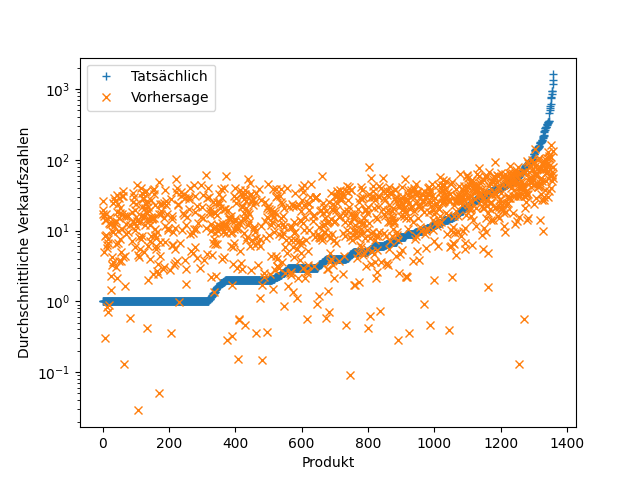 Tatsächlich
Vorhersage
Durchschnittliche Verkaufszahlen
10³
10²
10¹
10⁰
10⁻¹
0 200 400 600 800 1000 1200 1400
Produkt